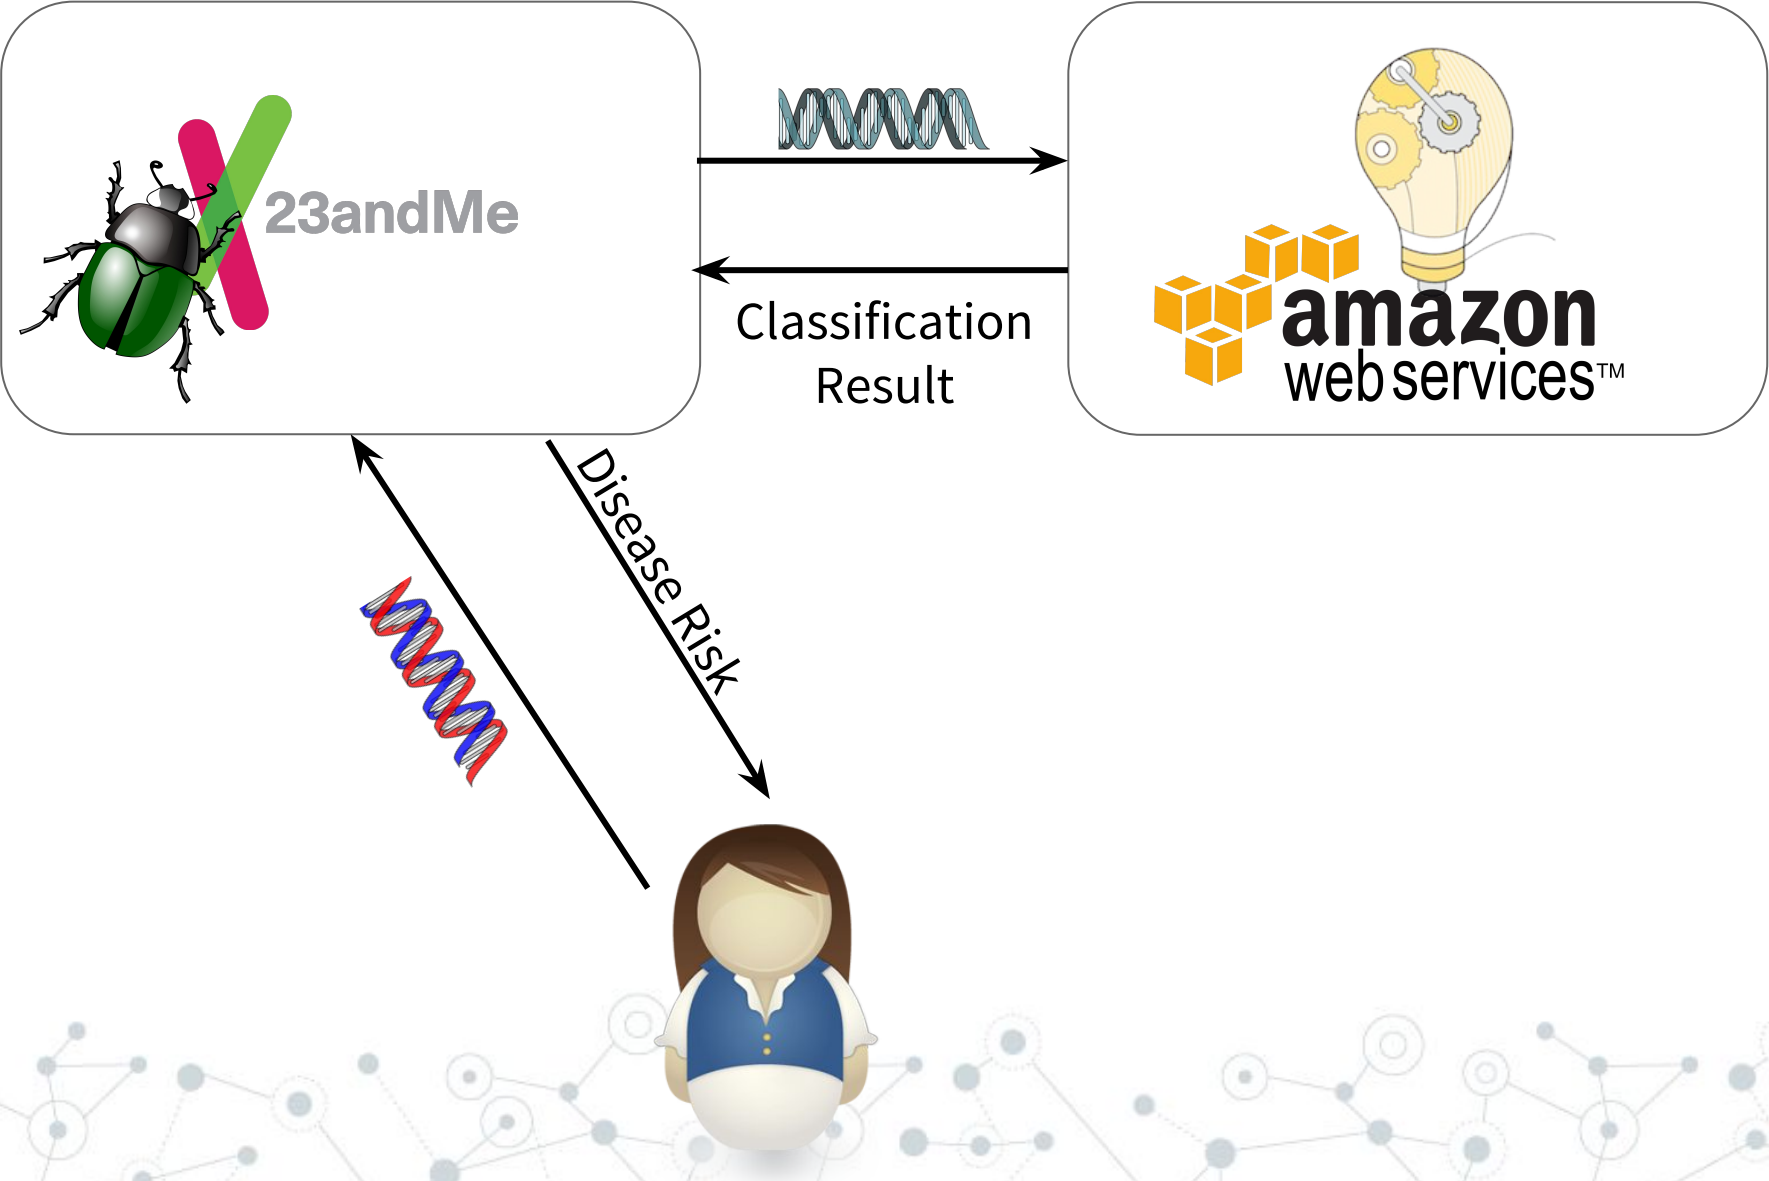 23andMe
Classification
Result
amazon
web services™
Disease Risk